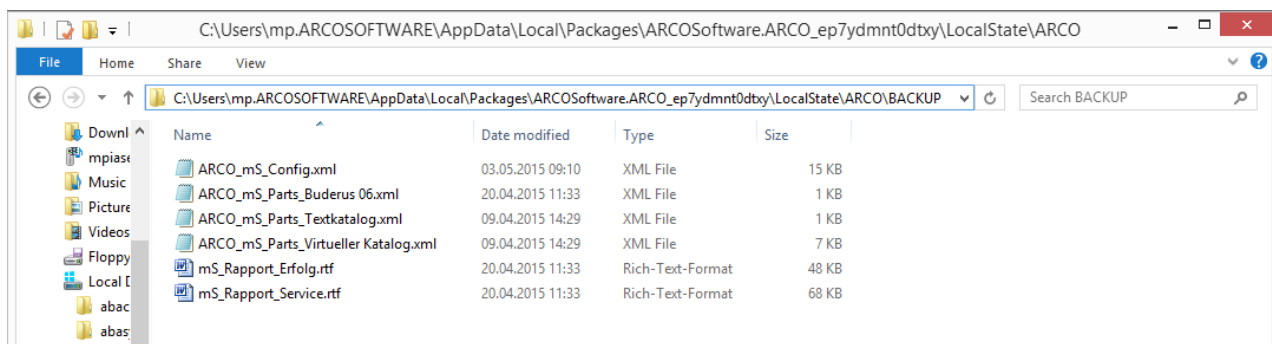 C:\Users\mp.ARCOSOFTWARE\AppData\Local\Packages\ARCOSoftware.ARCO_ep7ydmnt0dtxy\LocalState\ARCO
File Home Share View
C:\Users\mp.ARCOSOFTWARE\AppData\Local\Packages\ARCOSoftware.ARCO_ep7ydmnt0dtxy\LocalState\ARCO\BACKUP Search BACKUP
Downl Name Date modified Type Size
mpiase ARCO_mS_Config.xml 03.05.2015 09:10 XML File 15 KB
Music ARCO_mS_Parts_Buderus 06.xml 20.04.2015 11:33 XML File 1 KB
Picture ARCO_mS_Parts_Textkatalog.xml 09.04.2015 14:29 XML File 1 KB
Videos ARCO_mS_Parts_Virtueller Katalog.xml 09.04.2015 14:29 XML File 7 KB
Floppy mS_Rapport_Erfolg.rtf 20.04.2015 11:33 Rich-Text-Format 48 KB
Local D mS_Rapport_Service.rtf 20.04.2015 11:33 Rich-Text-Format 68 KB
abac
abas